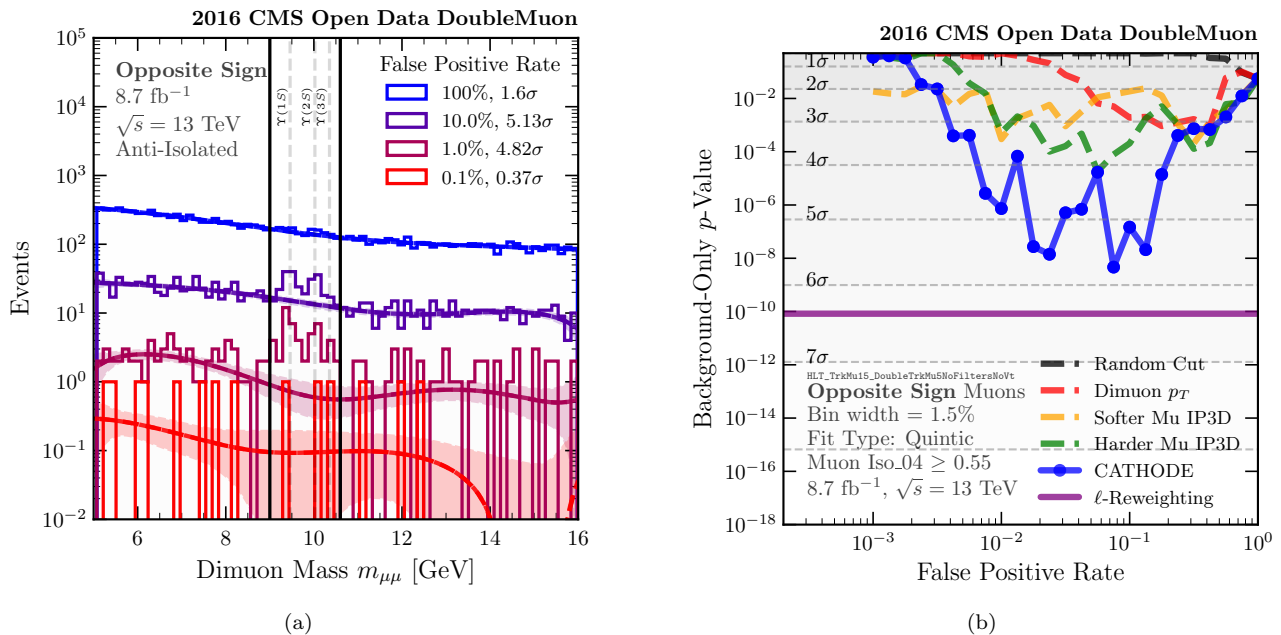 2016 CMS Open Data DoubleMuon
10⁵
10⁴
10³
10²
10¹
10⁰
10⁻¹
10⁻²
Events
Opposite Sign
8.7 fb⁻¹
√s = 13 TeV
Anti-Isolated
Υ(1S)
Υ(2S)
Υ(3S)
False Positive Rate
100%, 1.6σ
10.0%, 5.13σ
1.0%, 4.82σ
0.1%, 0.37σ
6
8
10
12
14
16
Dimuon Mass m_μμ [GeV]
(a)
2016 CMS Open Data DoubleMuon
10⁻²
10⁻⁴
10⁻⁶
10⁻⁸
10⁻¹⁰
10⁻¹²
10⁻¹⁴
10⁻¹⁶
10⁻¹⁸
Background-Only p-Value
1σ
2σ
3σ
4σ
5σ
6σ
7σ
HLT_TrkMu15_DoubleTrkMu5NoFiltersNoVt
Opposite Sign Muons
Bin width = 1.5%
Fit Type: Quintic
Muon Iso_04 ≥ 0.55
8.7 fb⁻¹, √s = 13 TeV
Random Cut
Dimuon p_T
Softer Mu IP3D
Harder Mu IP3D
CATHODE
ℓ-Reweighting
10⁻³
10⁻²
10⁻¹
10⁰
False Positive Rate
(b)